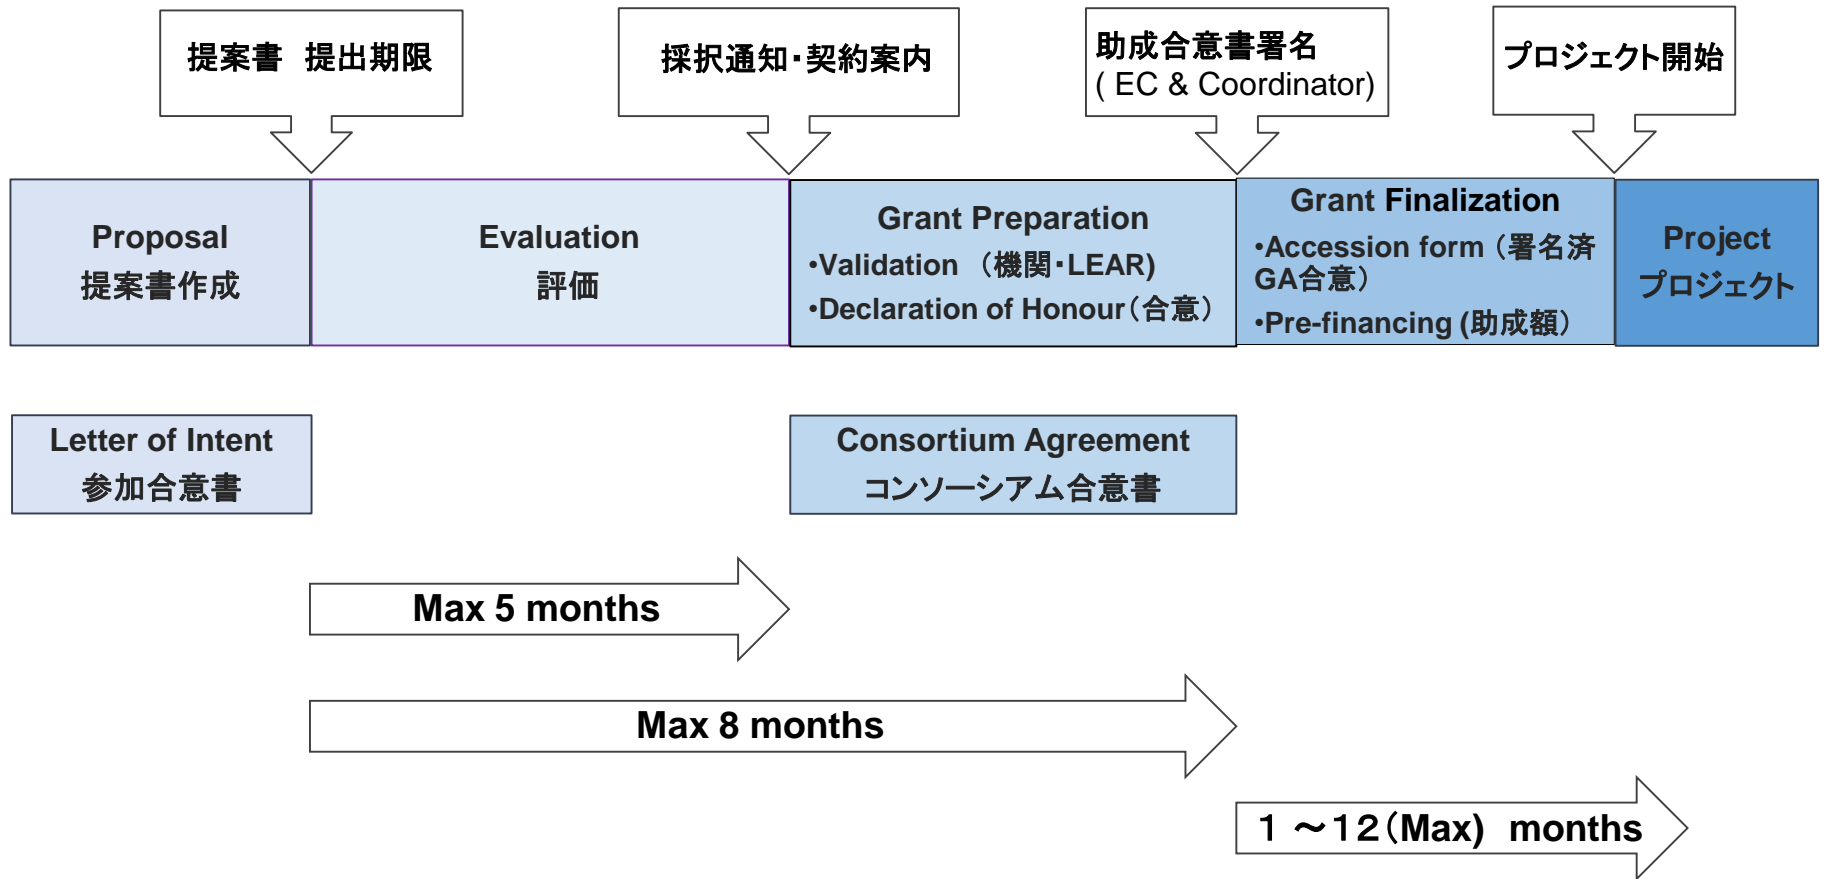 提案書　提出期限
採択通知・契約案内
助成合意書署名
( EC & Coordinator)
プロジェクト開始
Proposal
提案書作成
Evaluation
評価
Grant Preparation
•Validation （機関・LEAR)
•Declaration of Honour（合意）
Grant Finalization
•Accession form（署名済
GA合意）
•Pre-financing (助成額）
Project
プロジェクト
Letter of Intent
参加合意書
Consortium Agreement
コンソーシアム合意書
Max 5 months
Max 8 months
１～１２（Max) months